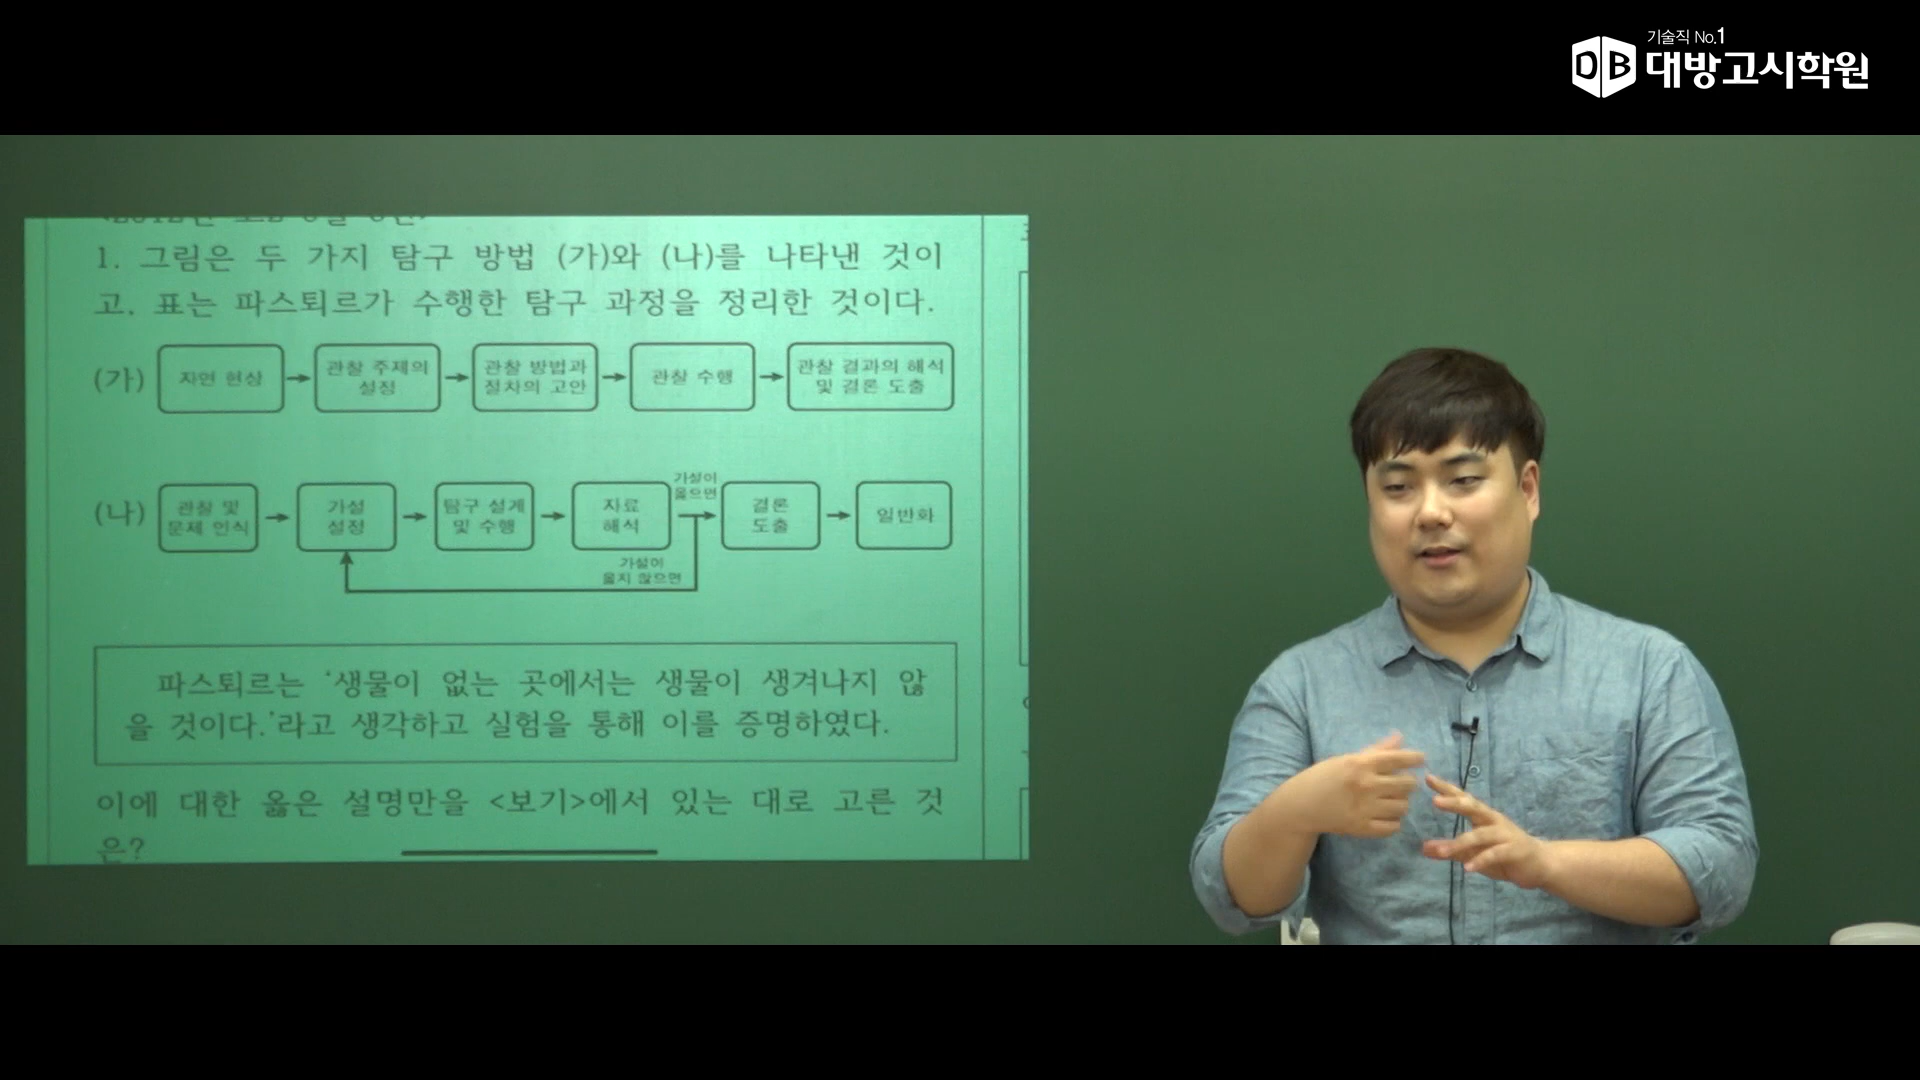 기술직 No.1
DB 대방고시학원
1. 그림은 두 가지 탐구 방법 (가)와 (나)를 나타낸 것이
고, 표는 파스퇴르가 수행한 탐구 과정을 정리한 것이다.
(가) 자연 현상 → 관찰 주제의 설정 → 관찰 방법과 절차의 고안 → 관찰 수행 → 관찰 결과의 해석 및 결론 도출
(나) 관찰 및 문제 인식 → 가설 설정 → 탐구 설계 및 수행 → 자료 해석 → 결론 도출 → 일반화
가설이 옳으면
가설이 옳지 않으면
파스퇴르는 ‘생물이 없는 곳에서는 생물이 생겨나지 않
을 것이다.’라고 생각하고 실험을 통해 이를 증명하였다.
이에 대한 옳은 설명만을 <보기>에서 있는 대로 고른 것
은?